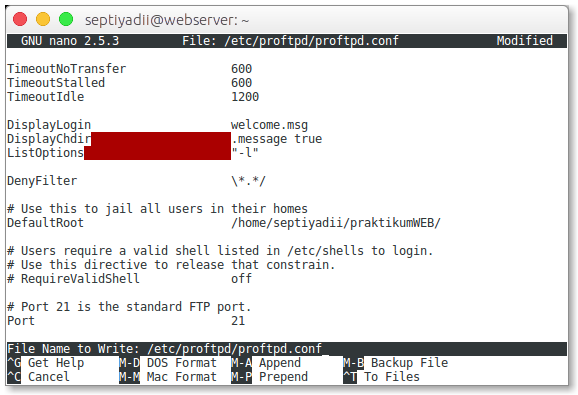 septiyadii@webserver: ~
GNU nano 2.5.3 File: /etc/proftpd/proftpd.conf Modified
TimeoutNoTransfer 600
TimeoutStalled 600
TimeoutIdle 1200
DisplayLogin welcome.msg
DisplayChdir .message true
ListOptions "-l"
DenyFilter \*.*/
# Use this to jail all users in their homes
DefaultRoot /home/septiyadii/praktikumWEB/
# Users require a valid shell listed in /etc/shells to login.
# Use this directive to release that constrain.
# RequireValidShell off
# Port 21 is the standard FTP port.
Port 21
File Name to Write: /etc/proftpd/proftpd.conf
^G Get Help M-D DOS Format M-A Append M-B Backup File
^C Cancel M-M Mac Format M-P Prepend ^T To Files